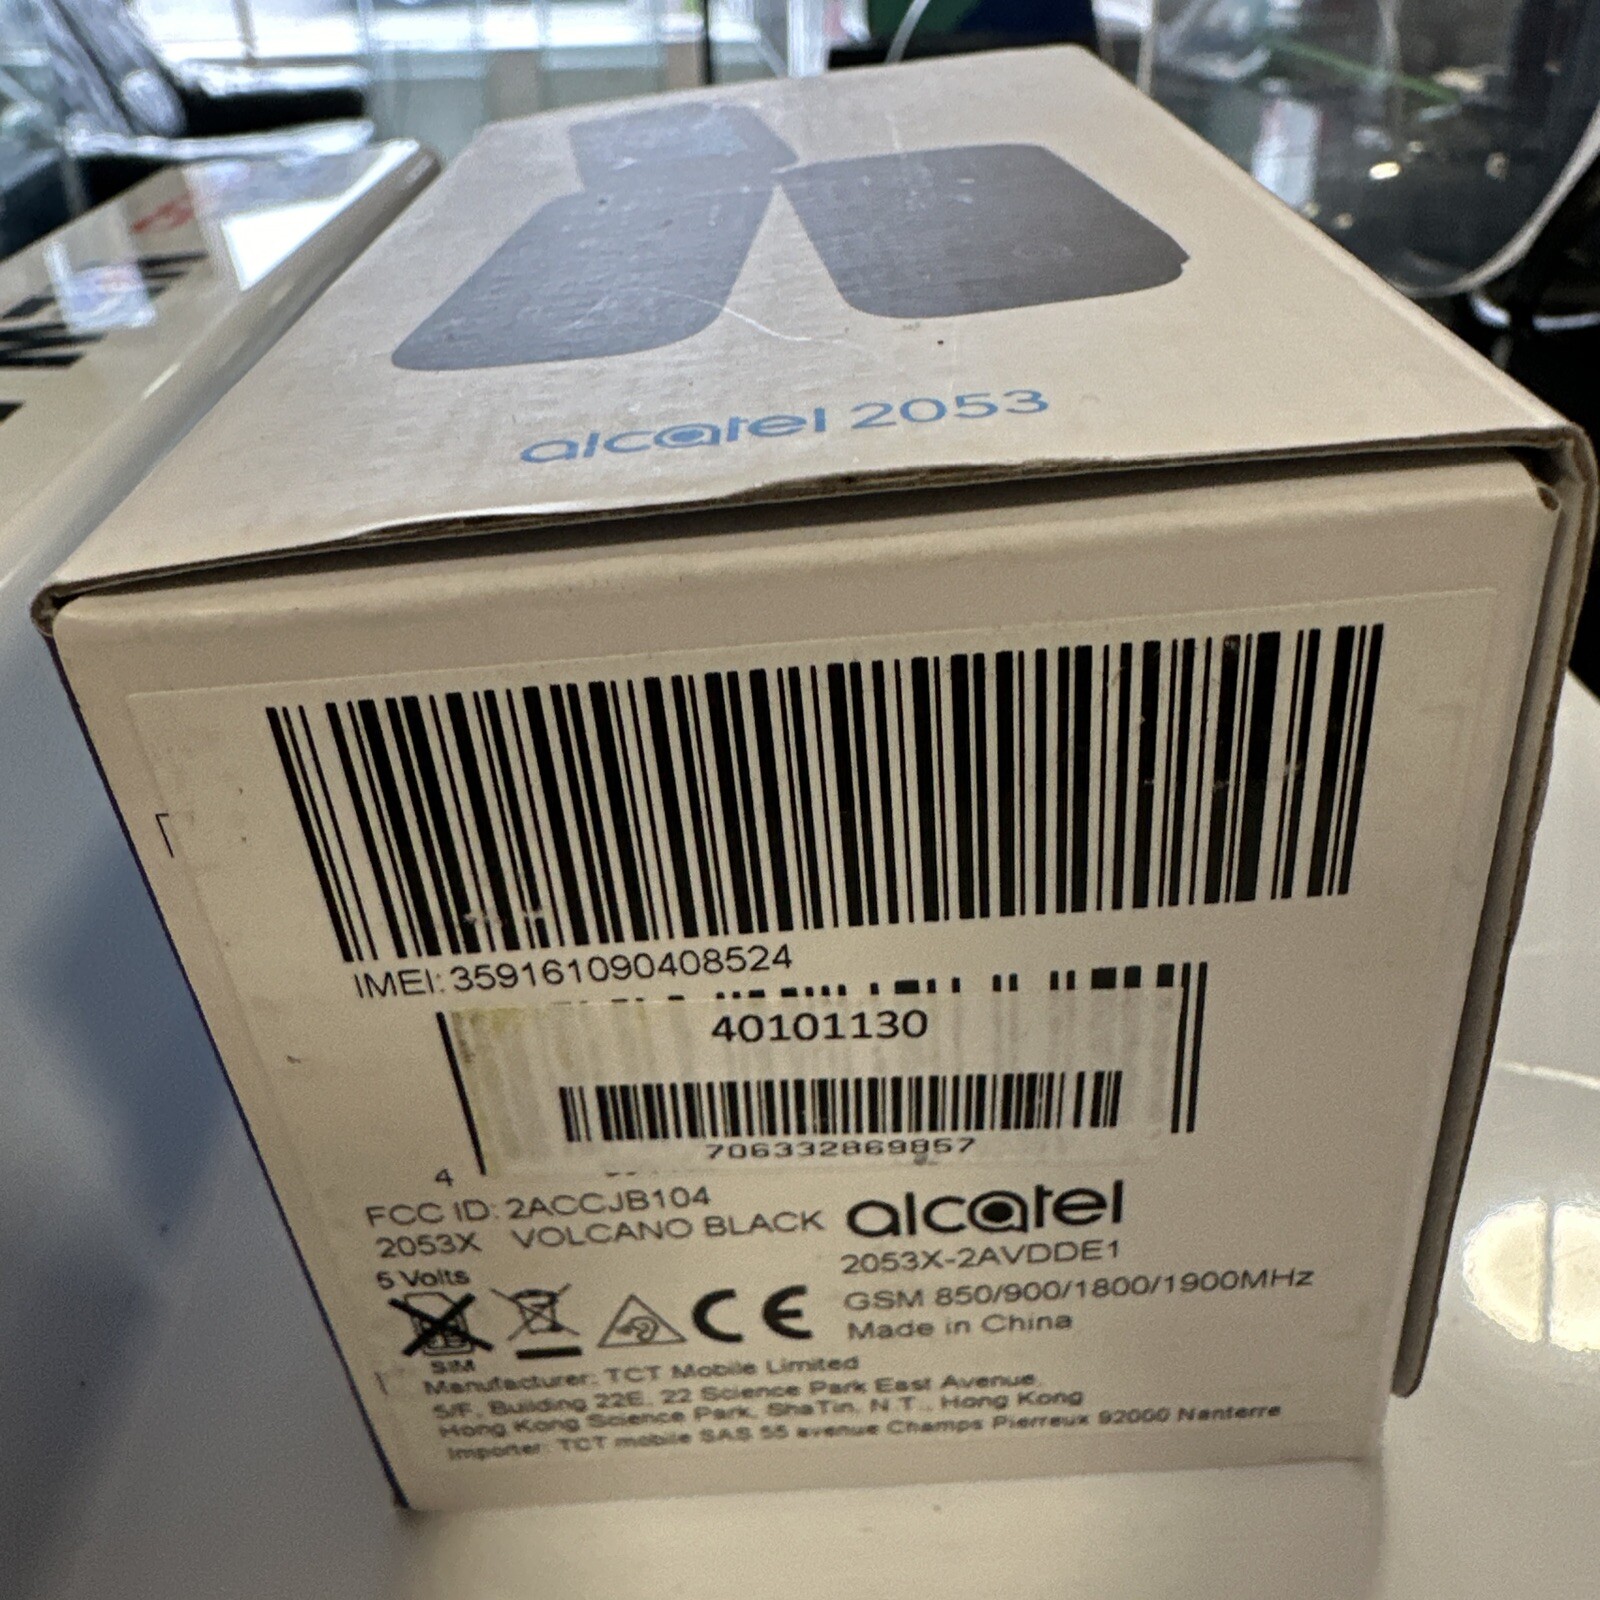 alcatel 2053
IMEI: 359161090408524
40101130
706332869857
4
FCC ID: 2ACCJB104
2053X VOLCANO BLACK
alcatel
2053X-2AVDDE1
5 Volts
GSM 850/900/1800/1900MHz
Made in China
CE
SIM
Manufacturer: TCT Mobile Limited
5/F, Building 22E, 22 Science Park East Avenue,
Hong Kong Science Park, ShaTin, N.T., Hong Kong
Importer: TCT mobile SAS 55 avenue Champs Pierreux 92000 Nanterre